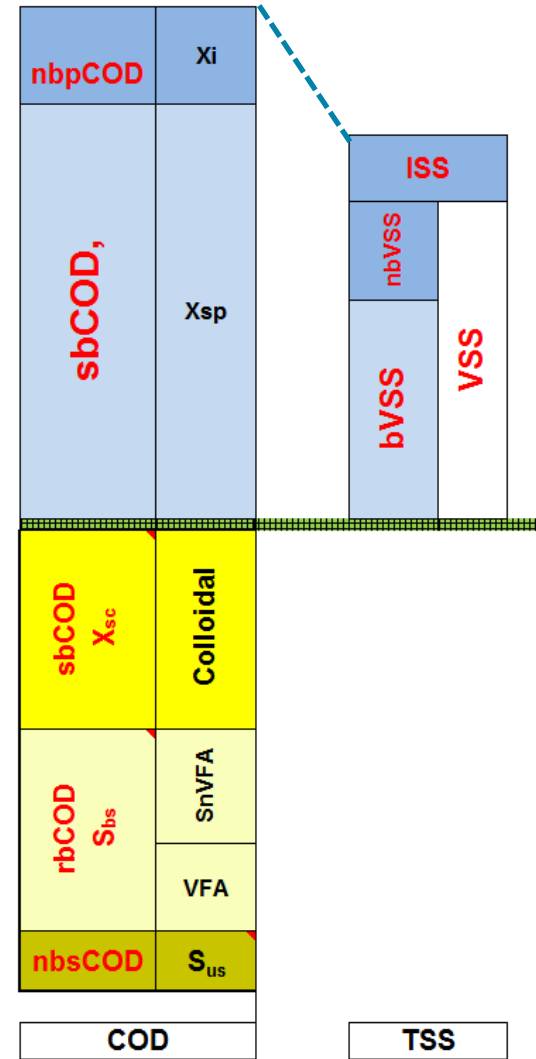 nbpCOD
Xi
sbCOD,
Xsp
ISS
nbVSS
bVSS
VSS
sbCOD
Xsc
Colloidal
rbCOD
Sbs
SnVFA
VFA
nbsCOD
Sus
COD
TSS